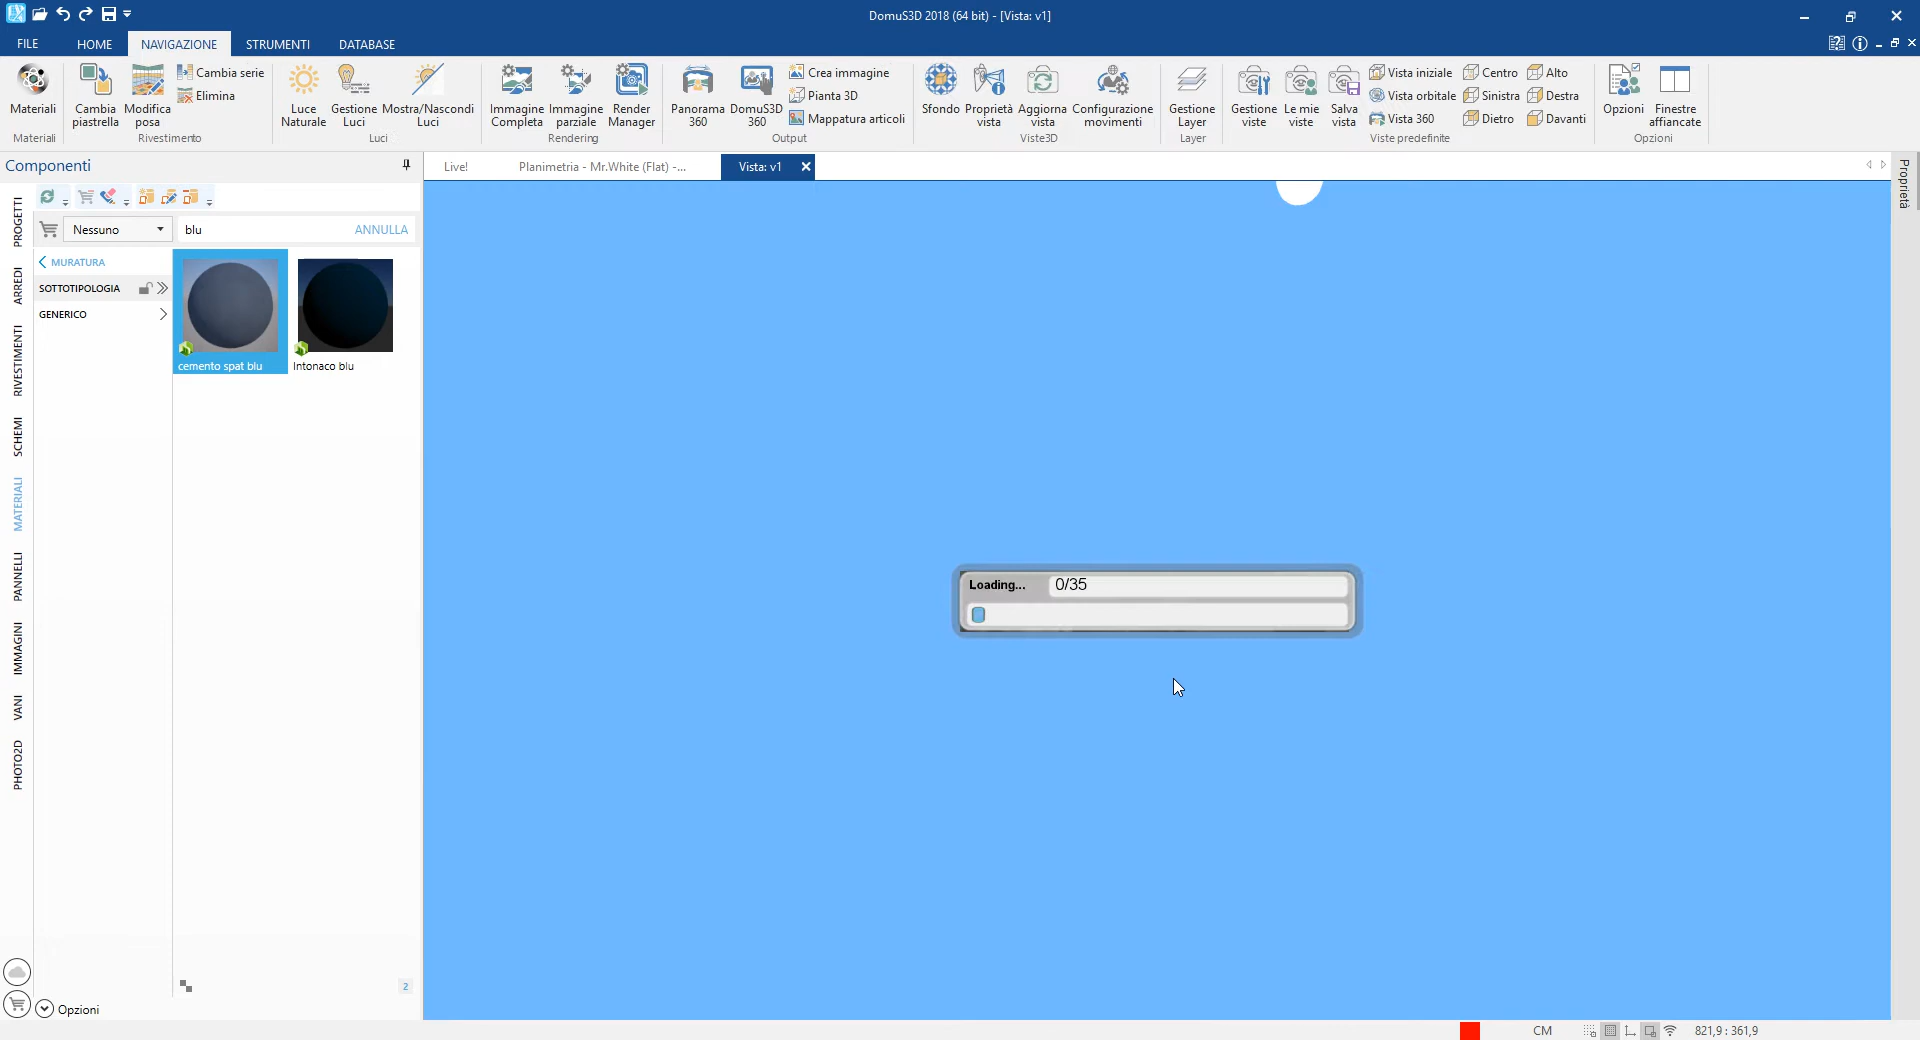 DomuS3D 2018 (64 bit) - [Vista: v1]
FILE HOME NAVIGAZIONE STRUMENTI DATABASE
Materiali
Materiali
Cambia piastrella
Modifica posa
Cambia serie
Elimina
Rivestimento
Luce Naturale
Gestione Luci
Mostra/Nascondi Luci
Luci
Immagine Completa
Immagine parziale
Render Manager
Rendering
Panorama 360
DomuS3D 360
Crea immagine
Pianta 3D
Mappatura articoli
Output
Sfondo
Proprietà vista
Aggiorna vista
Configurazione movimenti
Viste3D
Gestione Layer
Layer
Gestione viste
Le mie viste
Salva vista
Vista iniziale
Vista orbitale
Vista 360
Centro
Sinistra
Dietro
Alto
Destra
Davanti
Viste predefinite
Opzioni
Finestre affiancate
Opzioni
Componenti
Live!
Planimetria - Mr.White (Flat) -...
Vista: v1
Proprietà
PROGETTI
ARREDI
RIVESTIMENTI
SCHEMI
MATERIALI
PANNELLI
IMMAGINI
VANI
PHOTO2D
Nessuno
blu
ANNULLA
MURATURA
SOTTOTIPOLOGIA
GENERICO
cemento spat blu
Intonaco blu
Loading... 0/35
2
Opzioni
CM
821,9 : 361,9